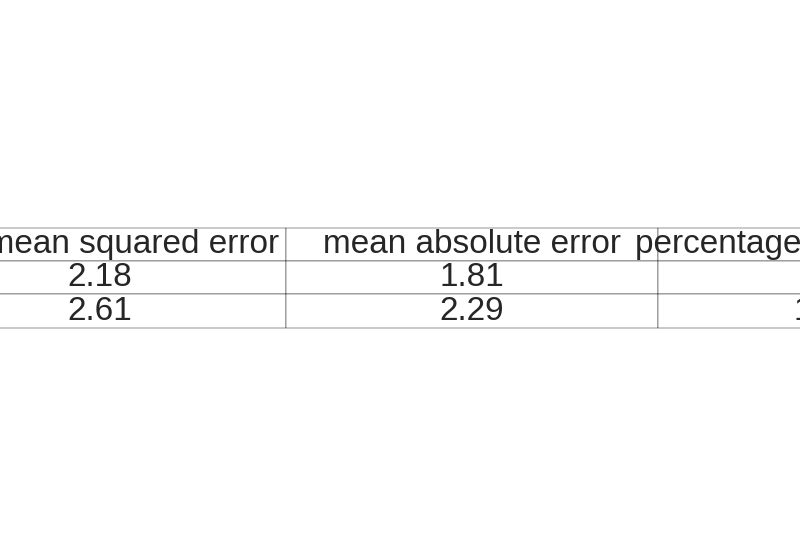 mean squared error mean absolute error percentage
2.18 1.81
2.61 2.29